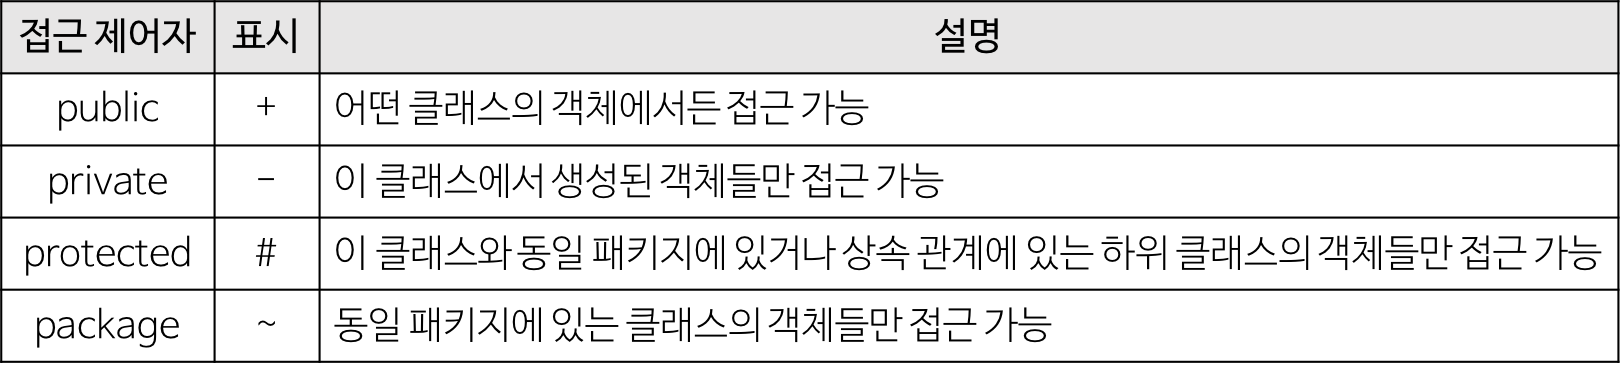 접근 제어자 표시 설명
public + 어떤 클래스의 객체에서든 접근 가능
private - 이 클래스에서 생성된 객체들만 접근 가능
protected # 이 클래스와 동일 패키지에 있거나 상속 관계에 있는 하위 클래스의 객체들만 접근 가능
package ~ 동일 패키지에 있는 클래스의 객체들만 접근 가능